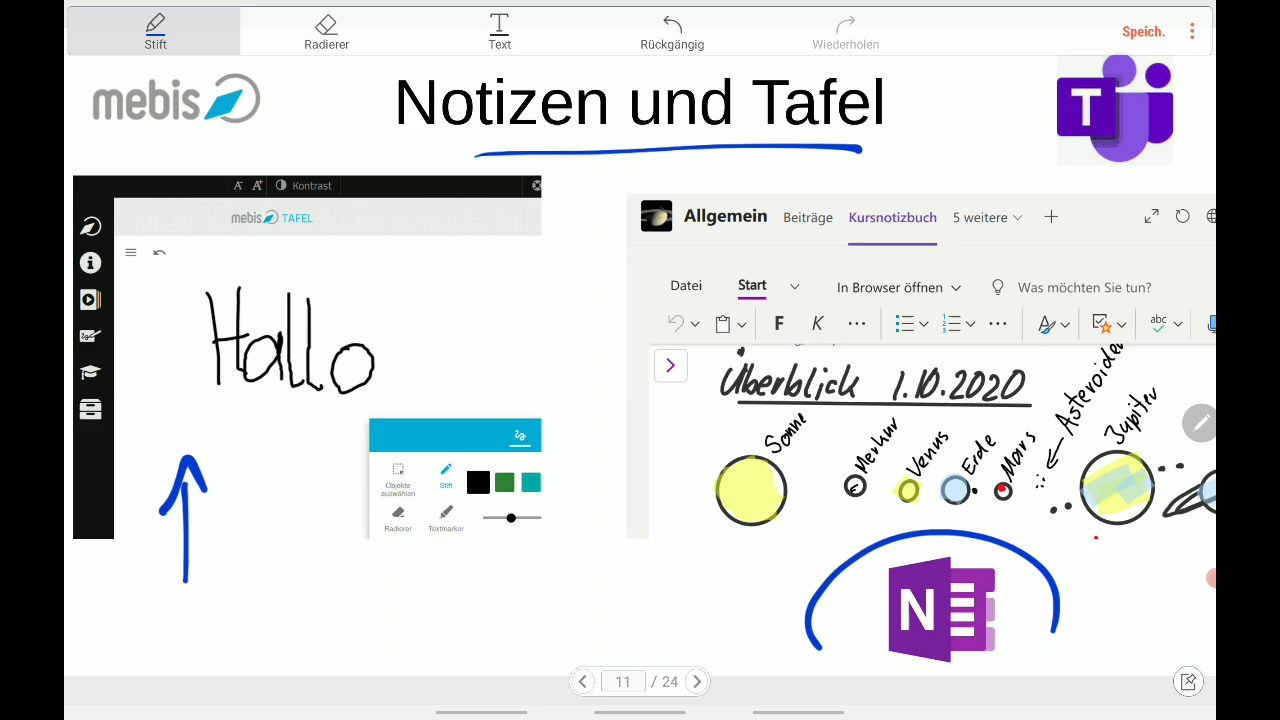 Stift
Radierer
Text
Rückgängig
Wiederholen
Speich.
mebis
Notizen und Tafel
T
A- A+ Kontrast
mebis TAFEL
Hallo
Objekte auswählen
Stift
Radierer
Textmarker
Allgemein Beiträge Kursnotizbuch 5 weitere
Datei Start In Browser öffnen Was möchten Sie tun?
F K abc
Überblick 1.10.2020
Sonne
Merkur
Venus
Erde
Mars
Asteroiden
Jupiter
N
11 / 24